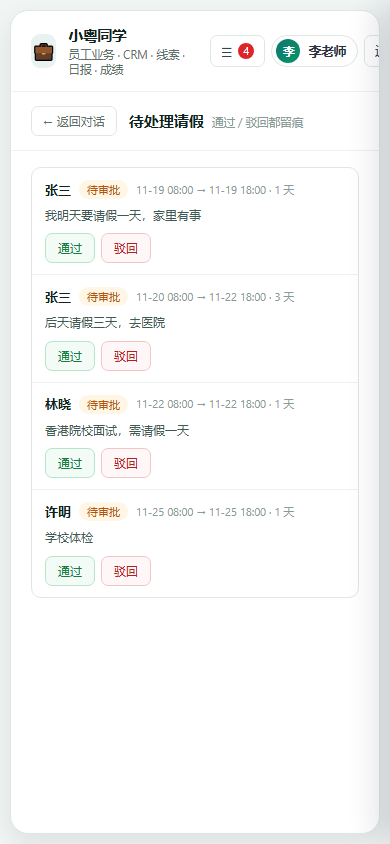 小粤同学
员工业务 · CRM · 线索 ·
日报 · 成绩
☰ 4
李 李老师
← 返回对话 待处理请假 通过 / 驳回都留痕
张三 待审批 11-19 08:00 → 11-19 18:00 · 1 天
我明天要请假一天，家里有事
通过 驳回
张三 待审批 11-20 08:00 → 11-22 18:00 · 3 天
后天请假三天，去医院
通过 驳回
林晓 待审批 11-22 08:00 → 11-22 18:00 · 1 天
香港院校面试，需请假一天
通过 驳回
许明 待审批 11-25 08:00 → 11-25 18:00 · 1 天
学校体检
通过 驳回